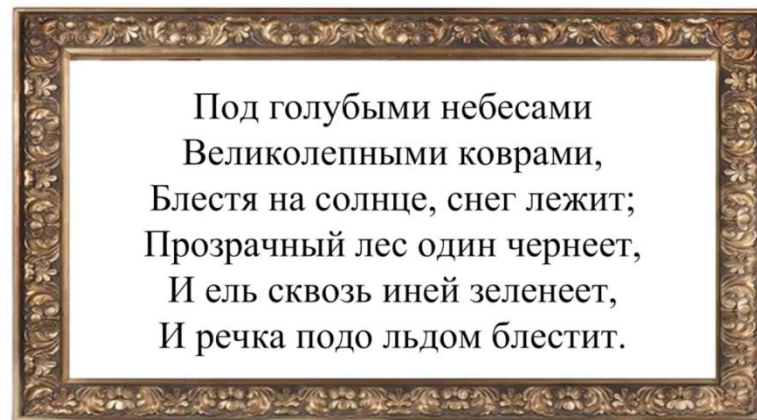 Под голубыми небесами
Великолепными коврами,
Блестя на солнце, снег лежит;
Прозрачный лес один чернеет,
И ель сквозь иней зеленеет,
И речка подо льдом блестит.